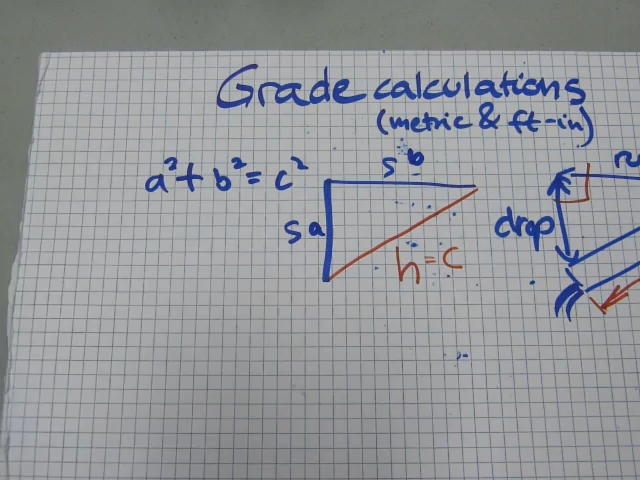 Grade calculations
(metric & ft-in)
a² + b² = c²
s b
s a
h = c
drop